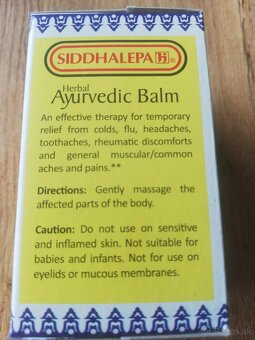 SIDDHALEPA ®
Herbal
Ayurvedic Balm
An effective therapy for temporary
relief from colds, flu, headaches,
toothaches, rheumatic discomforts
and general muscular/common
aches and pains.**
Directions: Gently massage the
affected parts of the body.
Caution: Do not use on sensitive
and inflamed skin. Not suitable for
babies and infants. Not for use on
eyelids or mucous membranes.